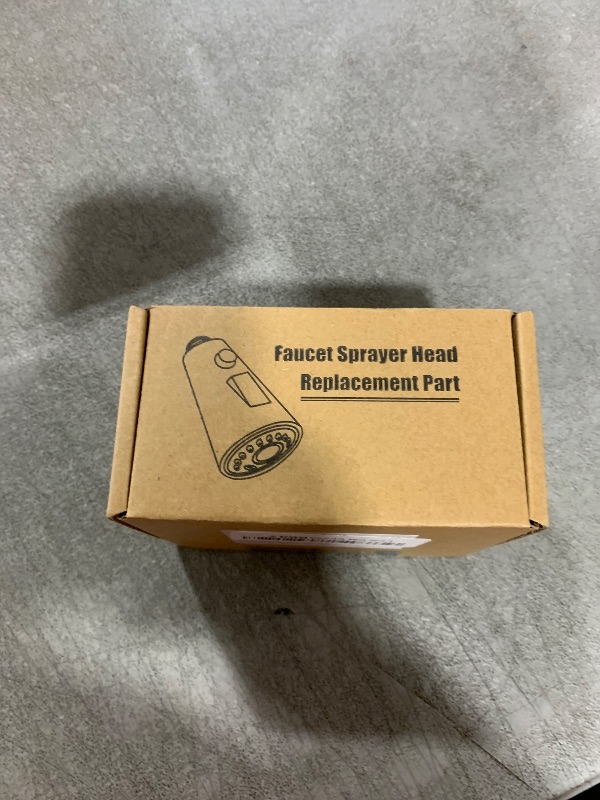 Faucet Sprayer Head
Replacement Part